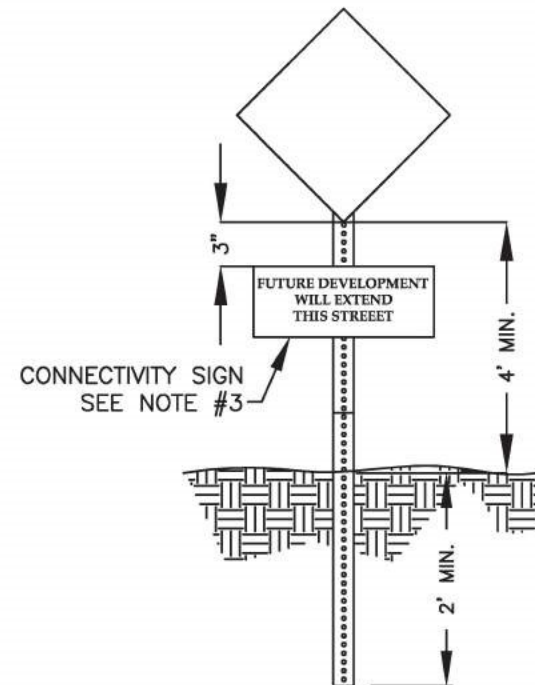 3"
FUTURE DEVELOPMENT
WILL EXTEND
THIS STREEET
4' MIN.
CONNECTIVITY SIGN
SEE NOTE #3
2' MIN.